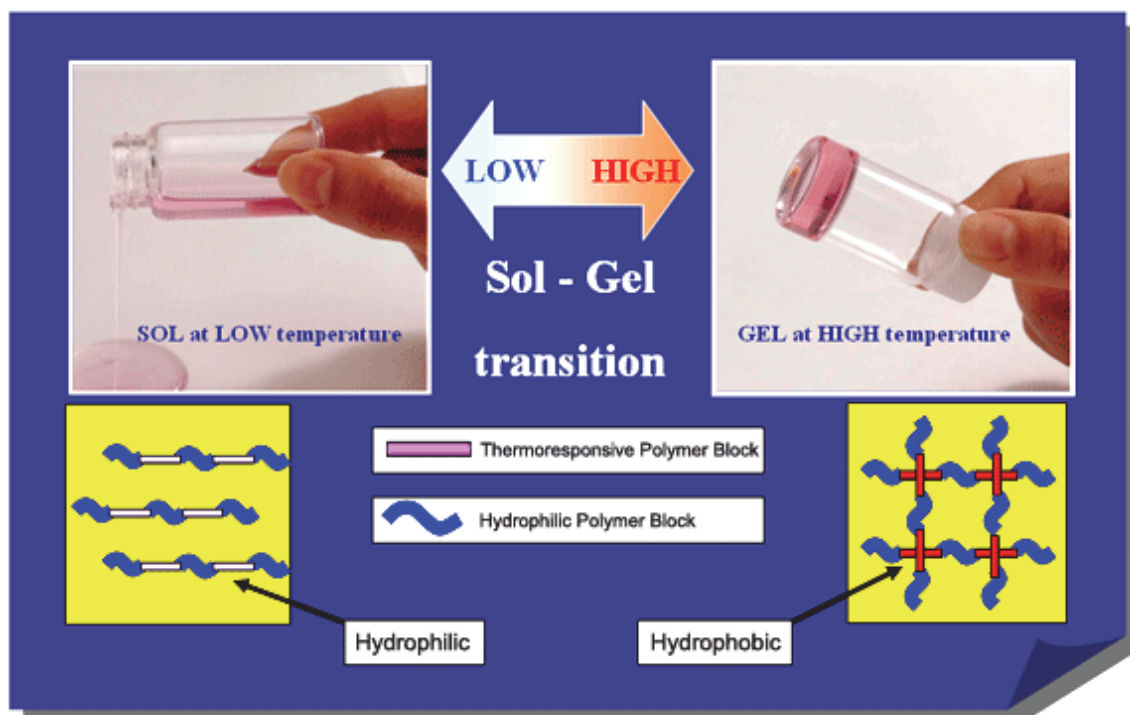 LOW HIGH
Sol - Gel
transition
SOL at LOW temperature
GEL at HIGH temperature
Thermoresponsive Polymer Block
Hydrophilic Polymer Block
Hydrophilic
Hydrophobic